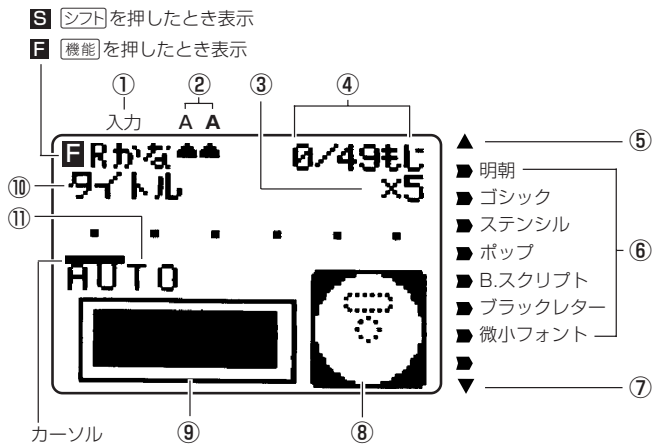 S シフトを押したとき表示
F 機能を押したとき表示
① ② ③ ④
入力 A A
F Rかな 0/49もじ
⑩ タイトル ×5
⑪
AUTO
▲ ⑤
明朝
ゴシック
ステンシル
ポップ ⑥
B.スクリプト
ブラックレター
微小フォント
▼ ⑦
カーソル ⑨ ⑧